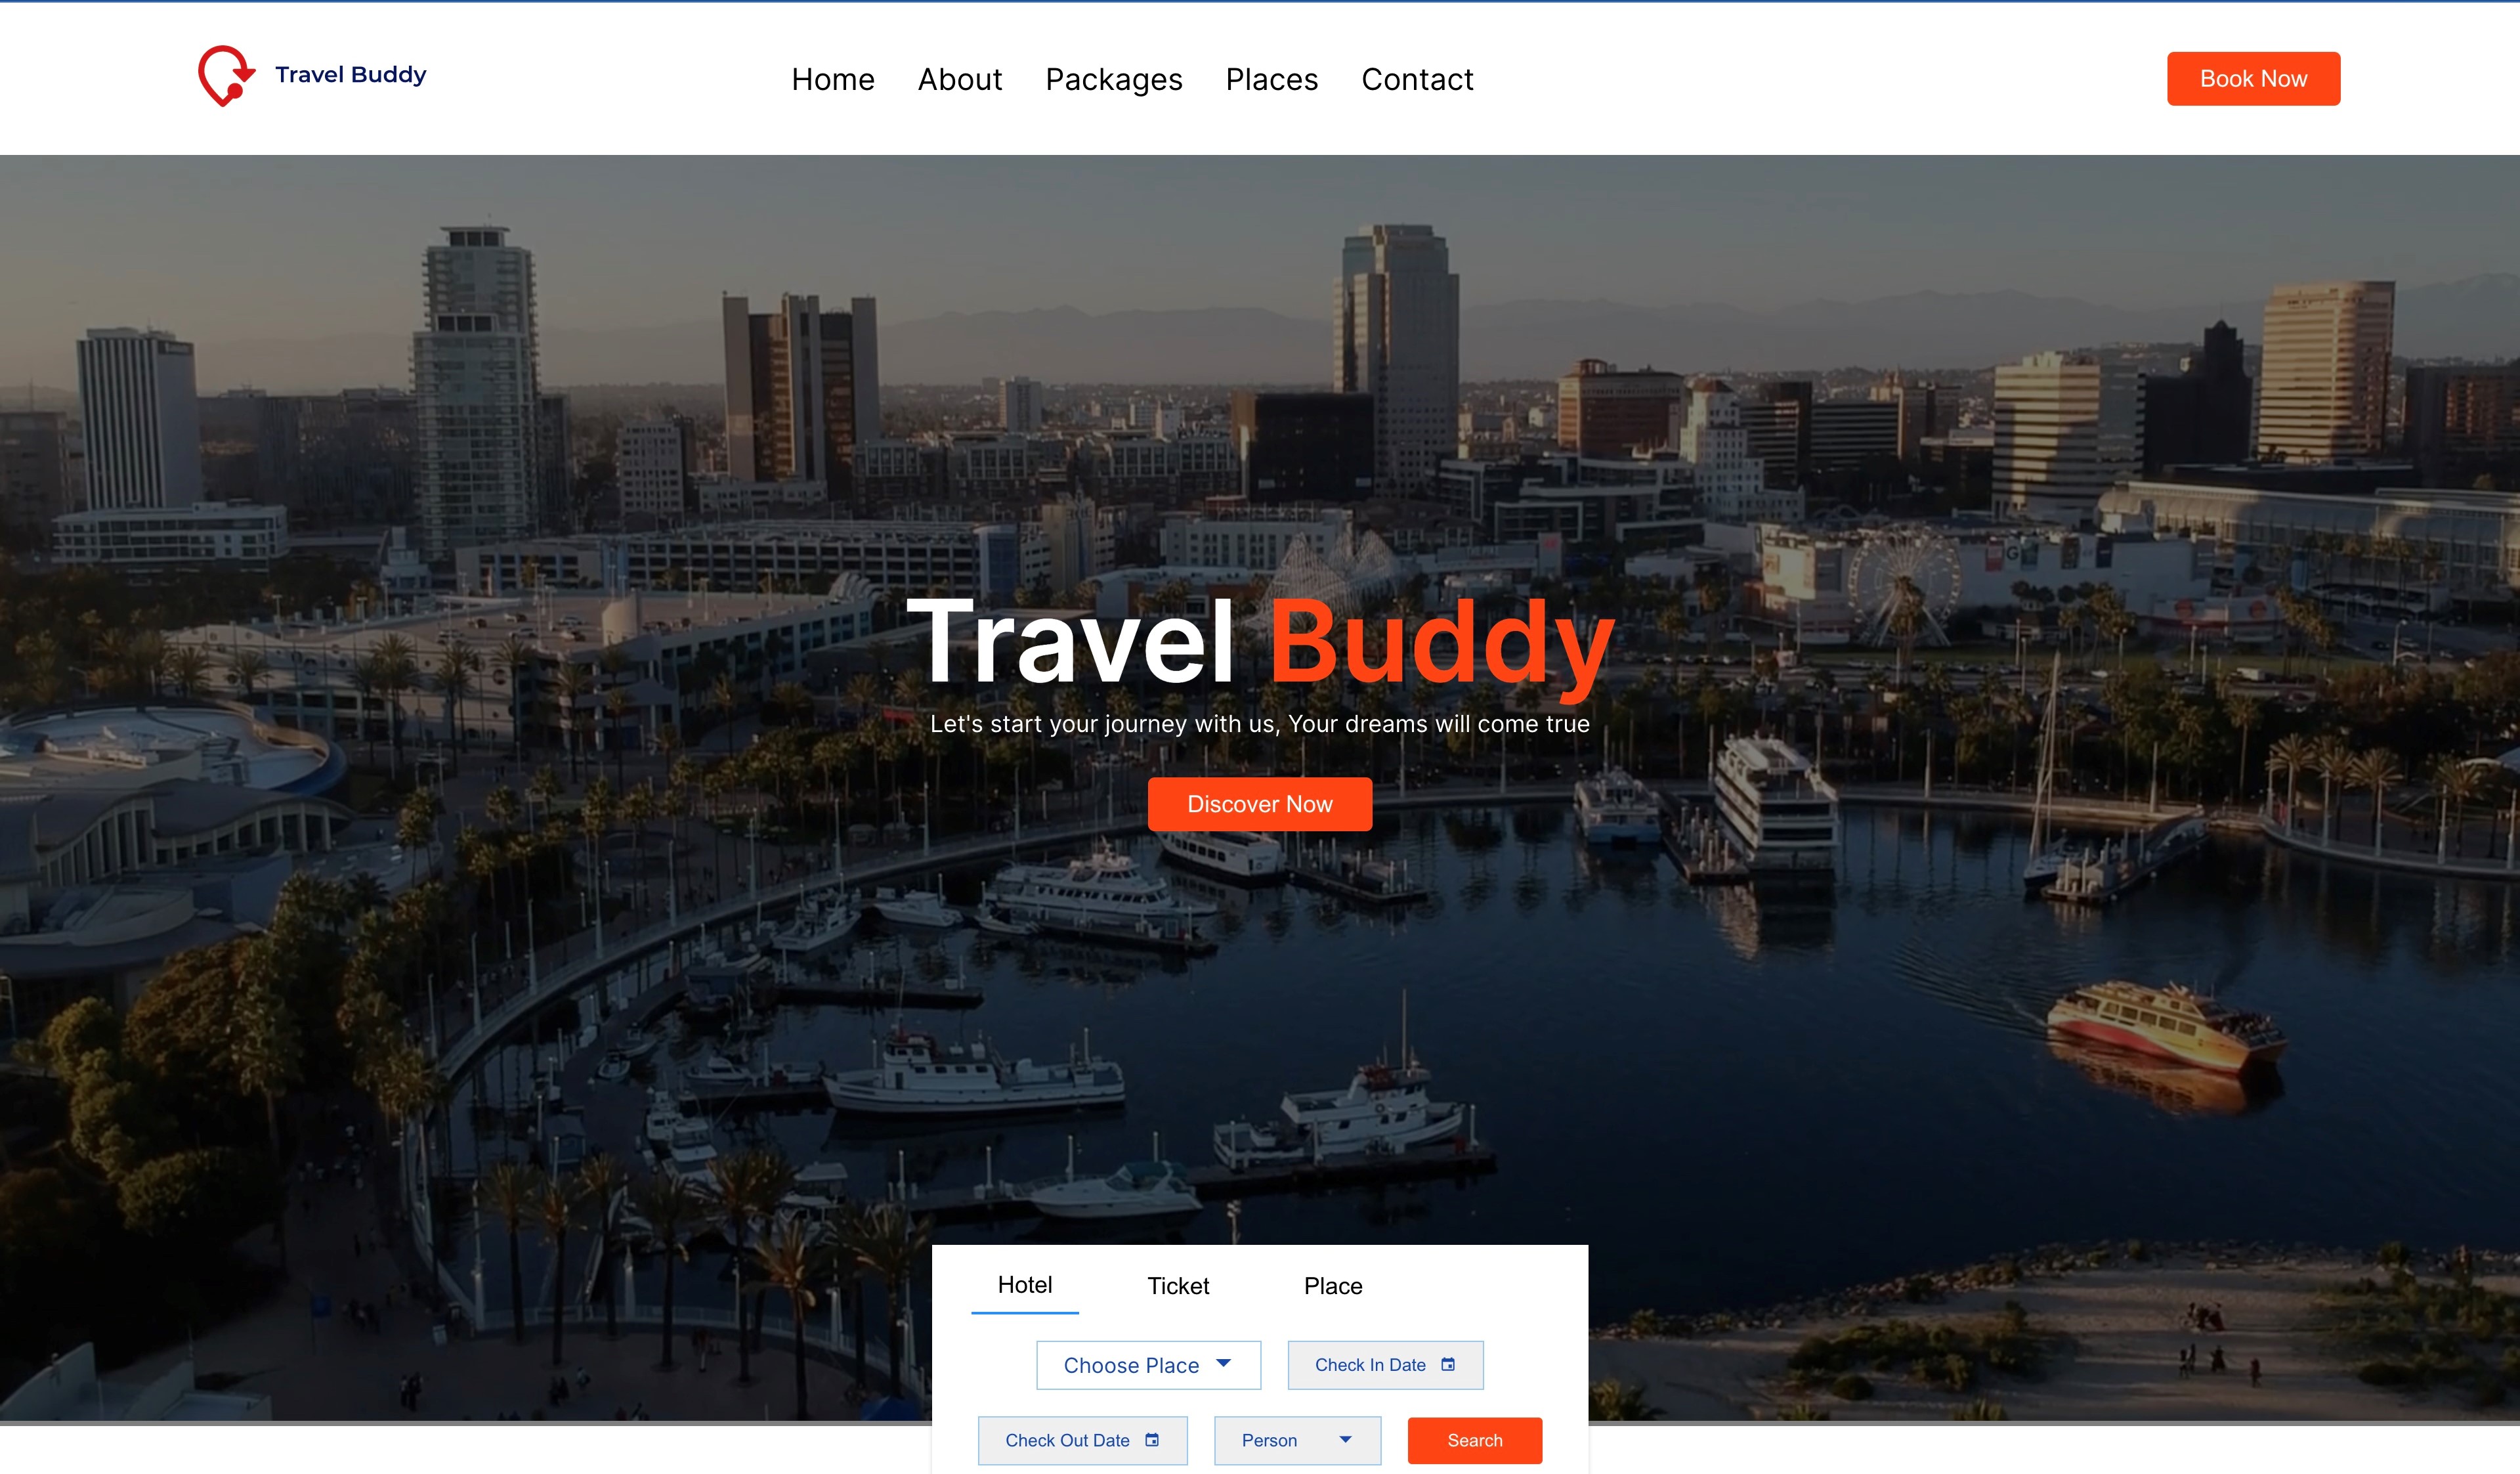 Travel Buddy
Home About Packages Places Contact
Book Now
Travel Buddy
Let's start your journey with us, Your dreams will come true
Discover Now
Hotel Ticket Place
Choose Place Check In Date
Check Out Date Person Search